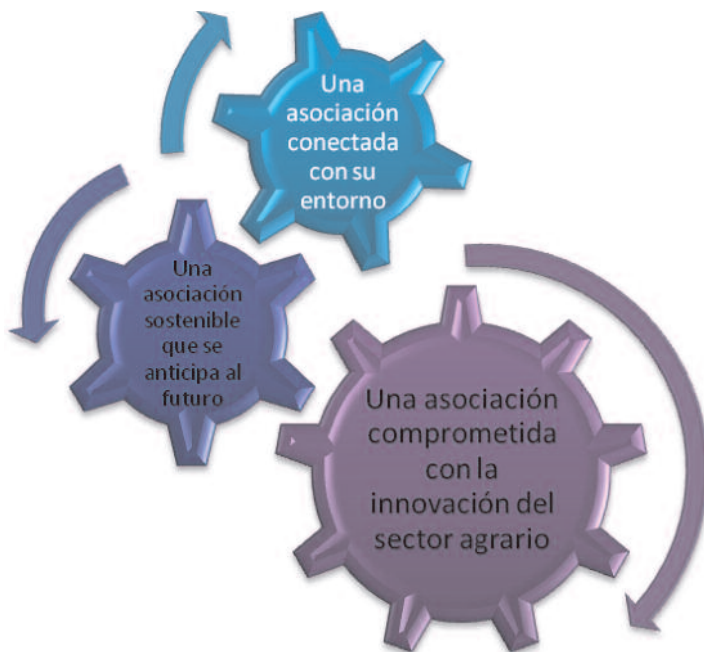 Una
asociación
conectada
con su
entorno
Una
asociación
sostenible
que se
anticipa al
futuro
Una asociación
comprometida
con la
innovación del
sector agrario